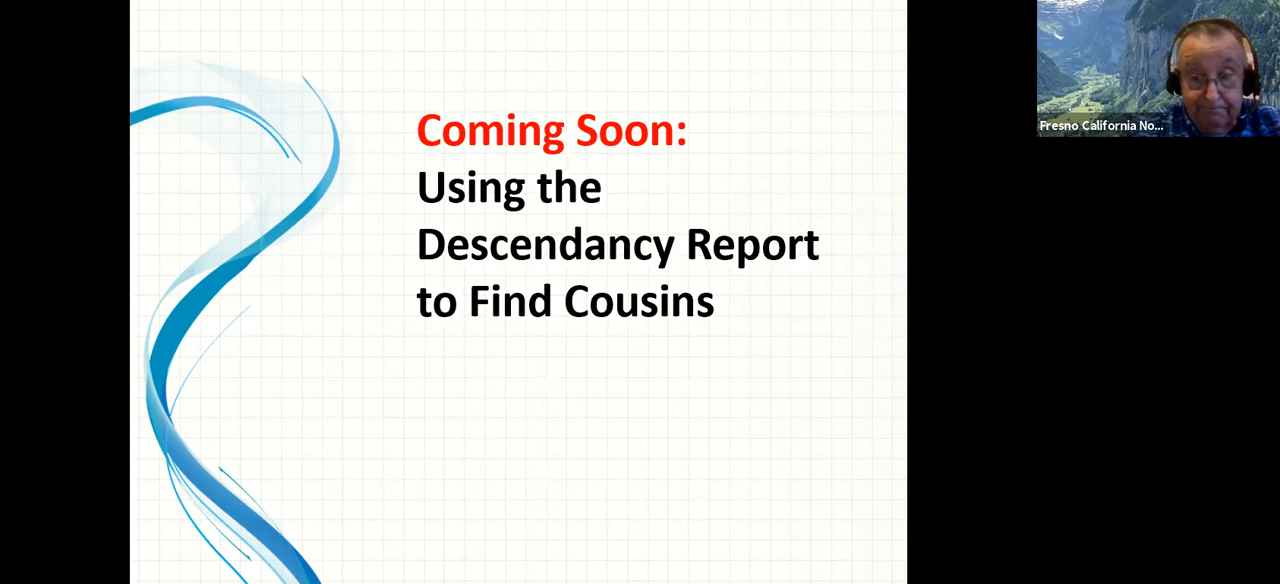 Coming Soon:
Using the
Descendancy Report
to Find Cousins
Fresno California No...